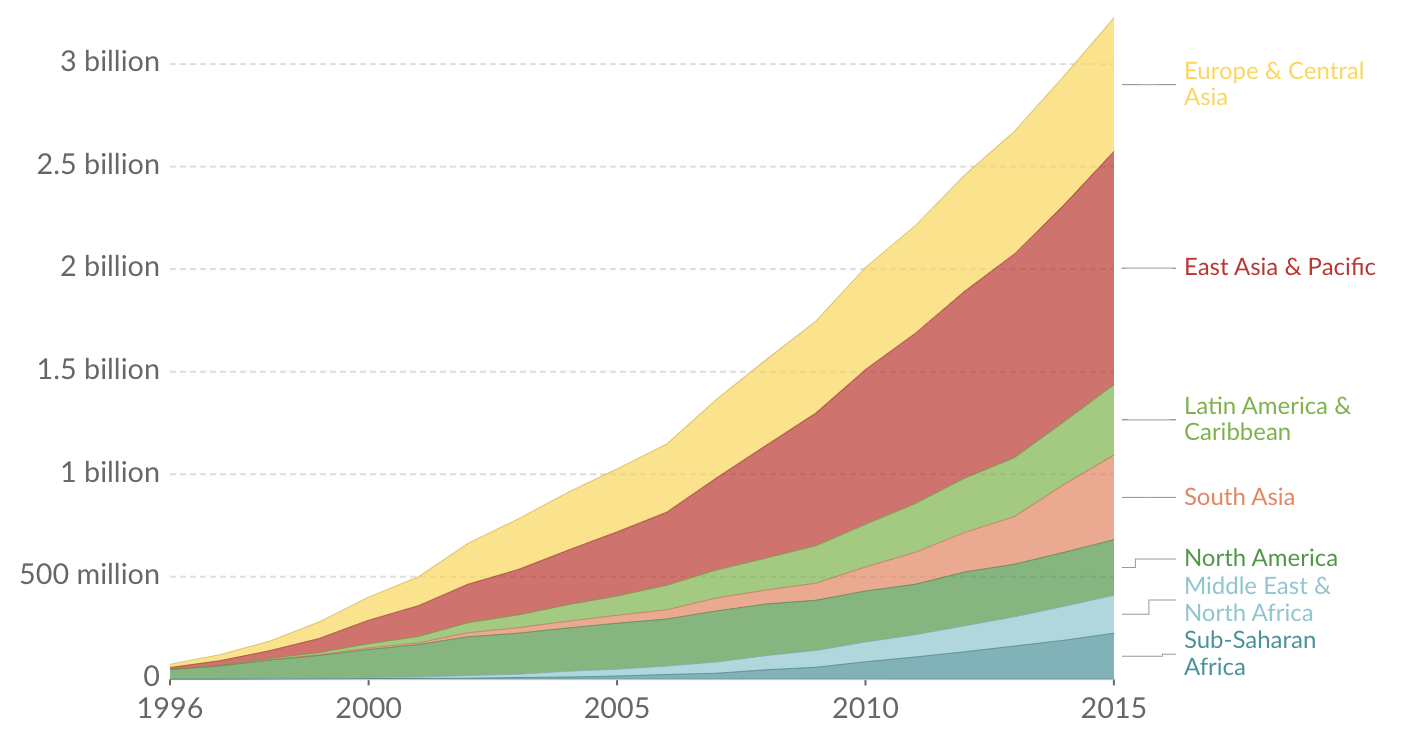 3 billion
2.5 billion
2 billion
1.5 billion
1 billion
500 million
0
1996
2000
2005
2010
2015
Europe & Central
Asia
East Asia & Pacific
Latin America &
Caribbean
South Asia
North America
Middle East &
North Africa
Sub-Saharan
Africa